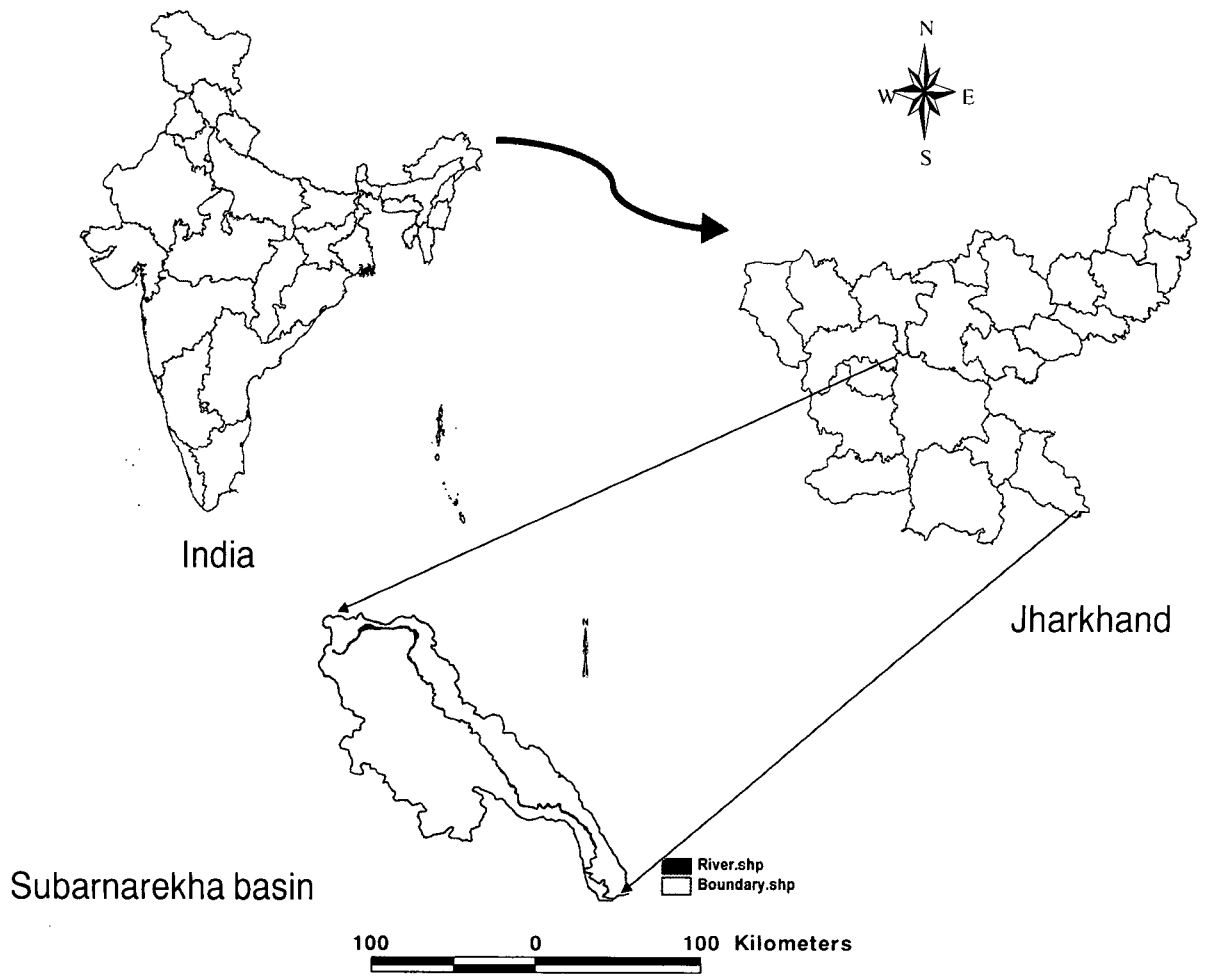 N
W E
S
India
Jharkhand
N
River.shp
Boundary.shp
Subarnarekha basin
100 0 100 Kilometers